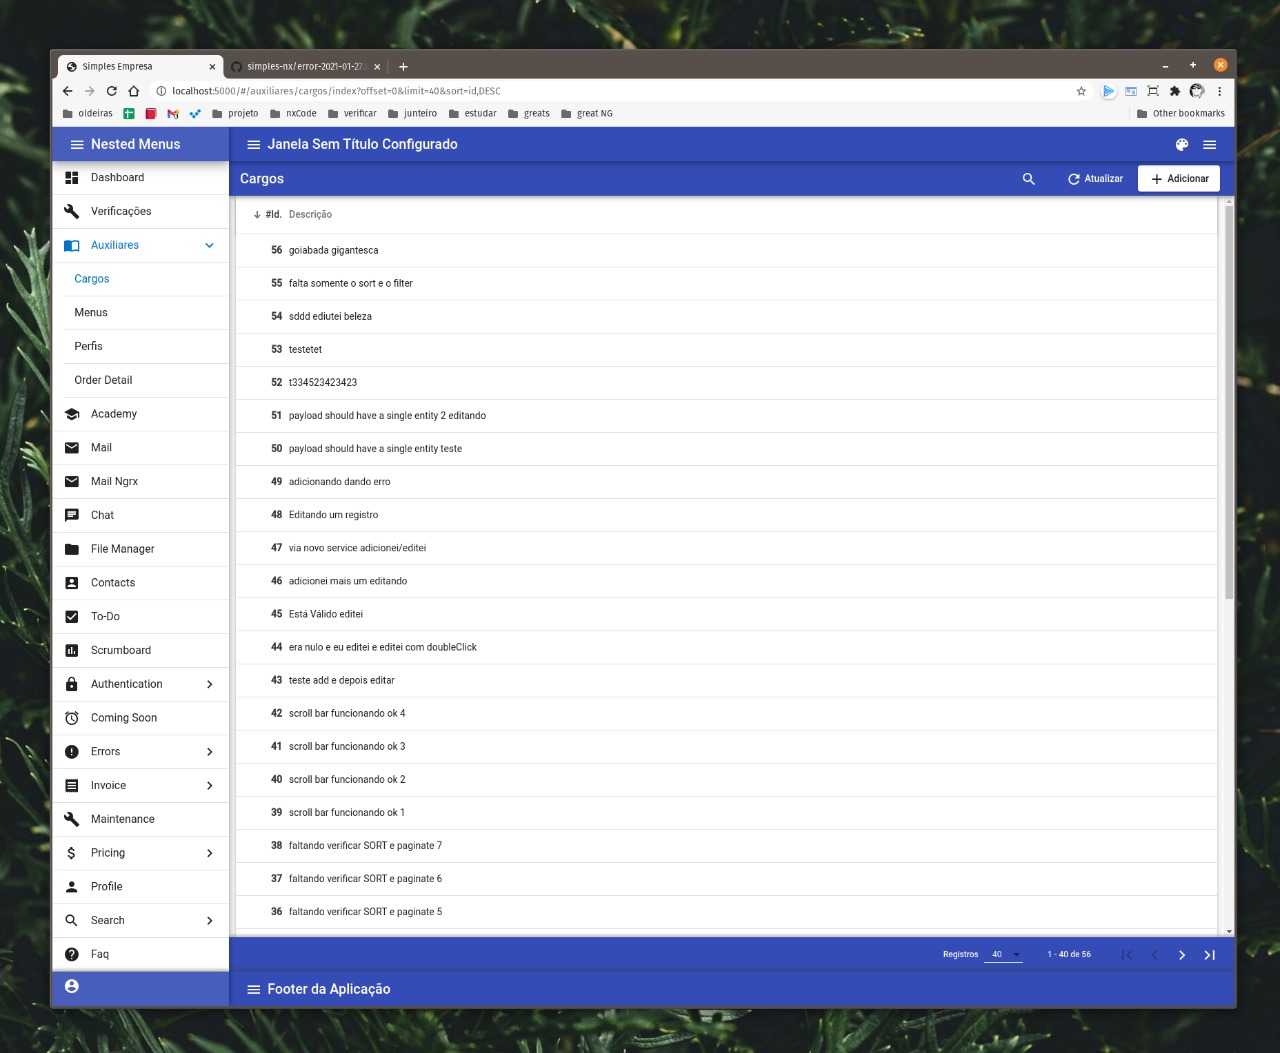 Simples Empresa
simples-nx/error-2021-01-27
localhost:5000/#/auxiliares/cargos/index?offset=0&limit=40&sort=id,DESC
oldeiras projeto nxCode verificar junteiro estudar greats great NG Other bookmarks
Nested Menus
Janela Sem Título Configurado
Dashboard
Verificações
Auxiliares
Cargos
Menus
Perfis
Order Detail
Academy
Mail
Mail Ngrx
Chat
File Manager
Contacts
To-Do
Scrumboard
Authentication
Coming Soon
Errors
Invoice
Maintenance
Pricing
Profile
Search
Faq
Cargos
Atualizar
Adicionar
#Id. Descrição
56 goiabada gigantesca
55 falta somente o sort e o filter
54 sddd ediutei beleza
53 testetet
52 t334523423423
51 payload should have a single entity 2 editando
50 payload should have a single entity teste
49 adicionando dando erro
48 Editando um registro
47 via novo service adicionei/editei
46 adicionei mais um editando
45 Está Válido editei
44 era nulo e eu editei e editei com doubleClick
43 teste add e depois editar
42 scroll bar funcionando ok 4
41 scroll bar funcionando ok 3
40 scroll bar funcionando ok 2
39 scroll bar funcionando ok 1
38 faltando verificar SORT e paginate 7
37 faltando verificar SORT e paginate 6
36 faltando verificar SORT e paginate 5
Registros 40 1 - 40 de 56
Footer da Aplicação